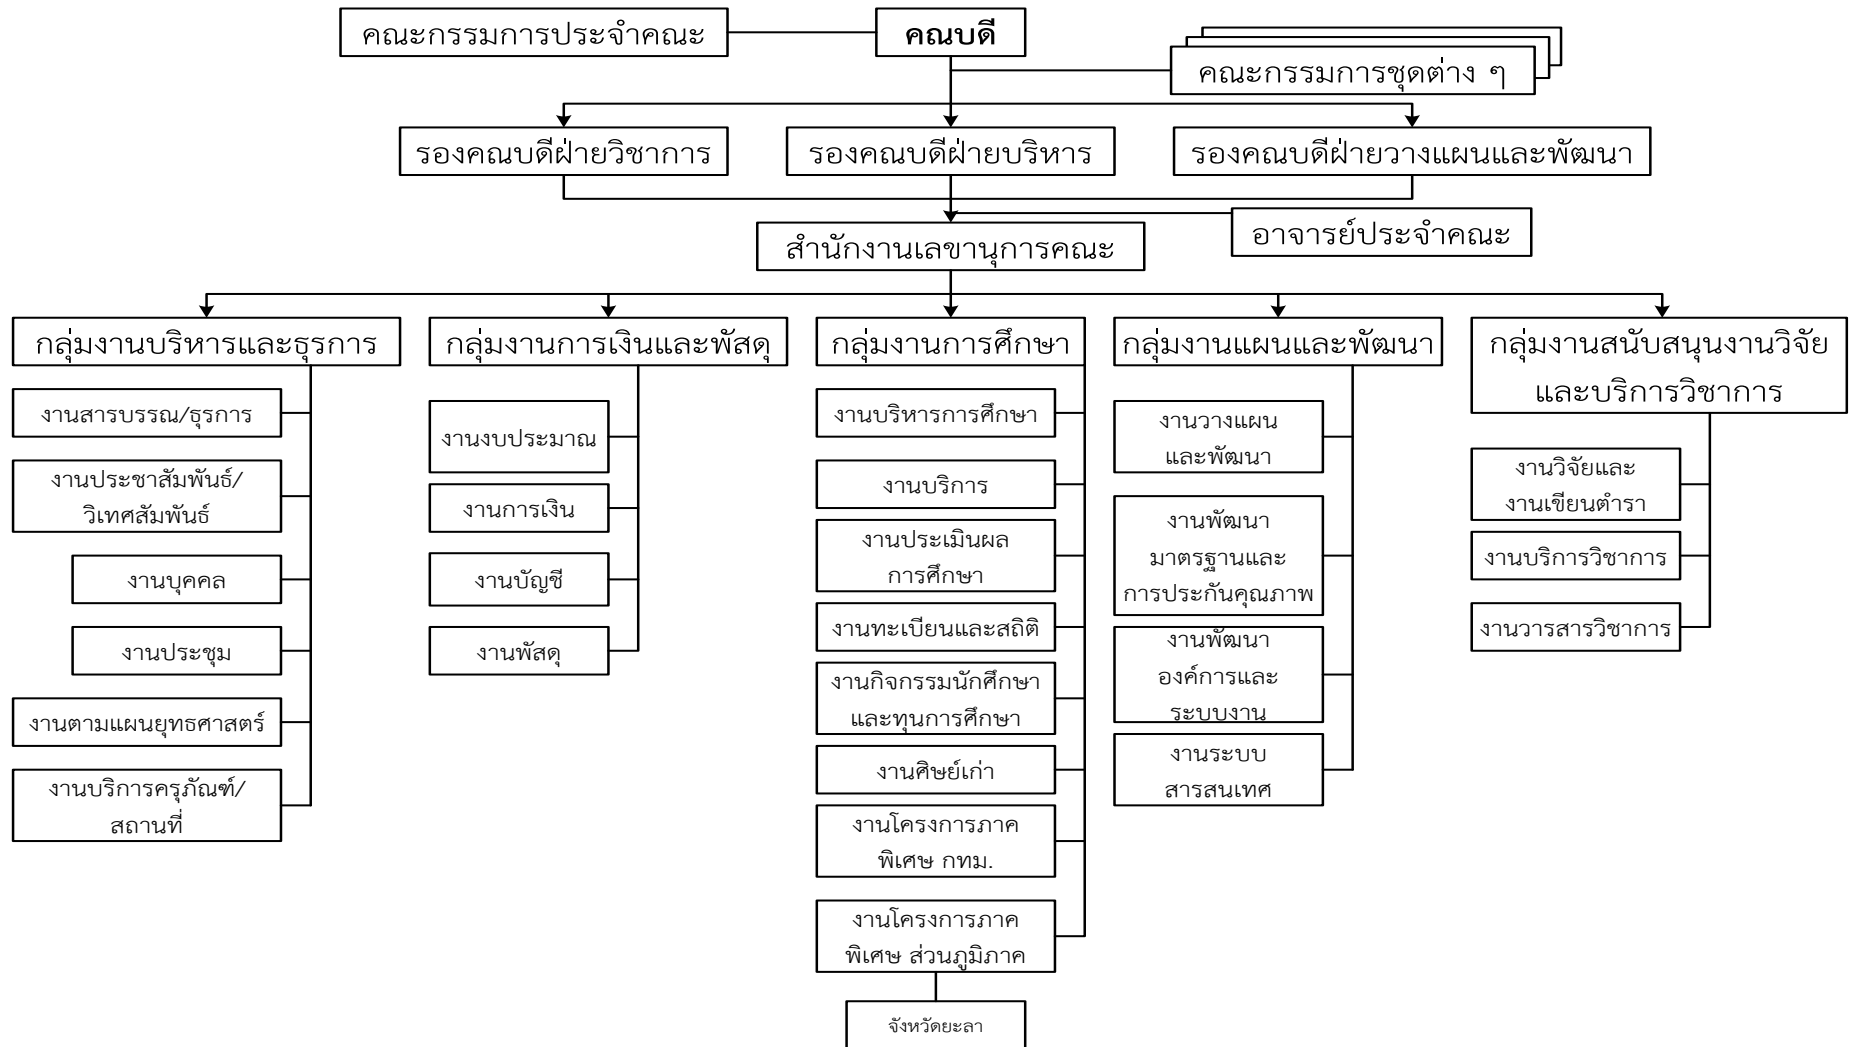 คณะกรรมการประจำคณะ
คณบดี
คณะกรรมการชุดต่าง ๆ
รองคณบดีฝ่ายวิชาการ
รองคณบดีฝ่ายบริหาร
รองคณบดีฝ่ายวางแผนและพัฒนา
อาจารย์ประจำคณะ
สำนักงานเลขานุการคณะ
กลุ่มงานบริหารและธุรการ
งานสารบรรณ/ธุรการ
งานประชาสัมพันธ์/
วิเทศสัมพันธ์
งานบุคคล
งานประชุม
งานตามแผนยุทธศาสตร์
งานบริการครุภัณฑ์/
สถานที่
กลุ่มงานการเงินและพัสดุ
งานงบประมาณ
งานการเงิน
งานบัญชี
งานพัสดุ
กลุ่มงานการศึกษา
งานบริหารการศึกษา
งานบริการ
งานประเมินผล
การศึกษา
งานทะเบียนและสถิติ
งานกิจกรรมนักศึกษา
และทุนการศึกษา
งานศิษย์เก่า
งานโครงการภาค
พิเศษ กทม.
งานโครงการภาค
พิเศษ ส่วนภูมิภาค
จังหวัดยะลา
กลุ่มงานแผนและพัฒนา
งานวางแผน
และพัฒนา
งานพัฒนา
มาตรฐานและ
การประกันคุณภาพ
งานพัฒนา
องค์การและ
ระบบงาน
งานระบบ
สารสนเทศ
กลุ่มงานสนับสนุนงานวิจัย
และบริการวิชาการ
งานวิจัยและ
งานเขียนตำรา
งานบริการวิชาการ
งานวารสารวิชาการ